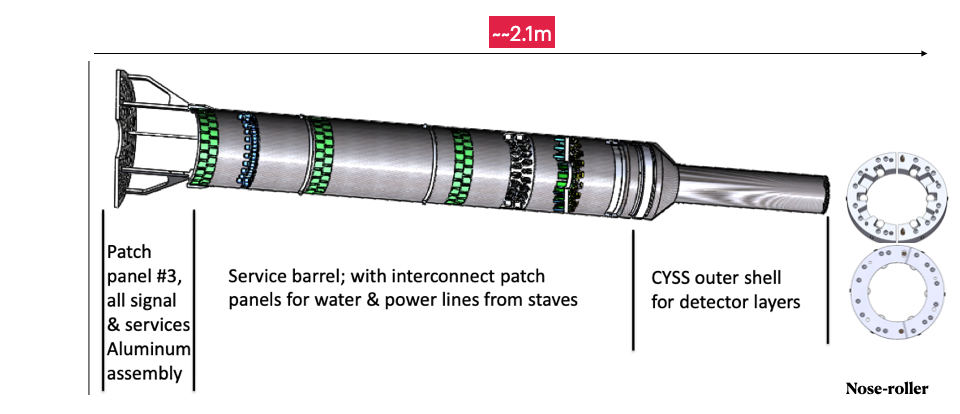 ~~2.1m
Patch
panel #3,
all signal
& services
Aluminum
assembly
Service barrel; with interconnect patch
panels for water & power lines from staves
CYSS outer shell
for detector layers
Nose-roller